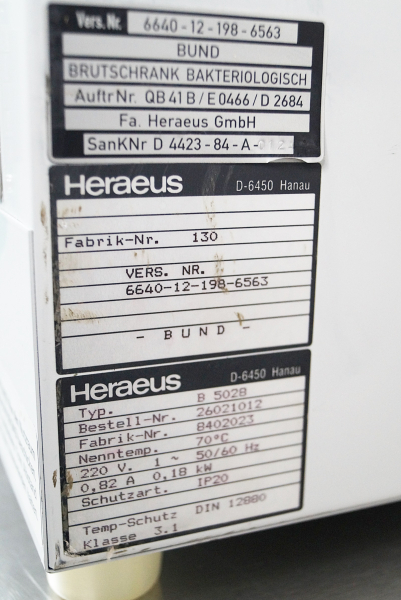 Vers.Nr. 6640-12-198-6563
BUND
BRUTSCHRANK BAKTERIOLOGISCH
AuftrNr. QB 41 B / E 0466 / D 2684
Fa. Heraeus GmbH
SanKNr D 4423-84-A-
Heraeus D-6450 Hanau
Fabrik-Nr. 130
VERS. NR.
6640-12-198-6563
- BUND -
Heraeus D-6450 Hanau
Typ. B 5028
Bestell-Nr. 26021012
Fabrik-Nr. 8402023
Nenntemp. 70°C
220 V. 1 ~ 50/60 Hz
0,82 A 0,18 kW
Schutzart. IP20
Temp-Schutz DIN 12880
Klasse 3.1